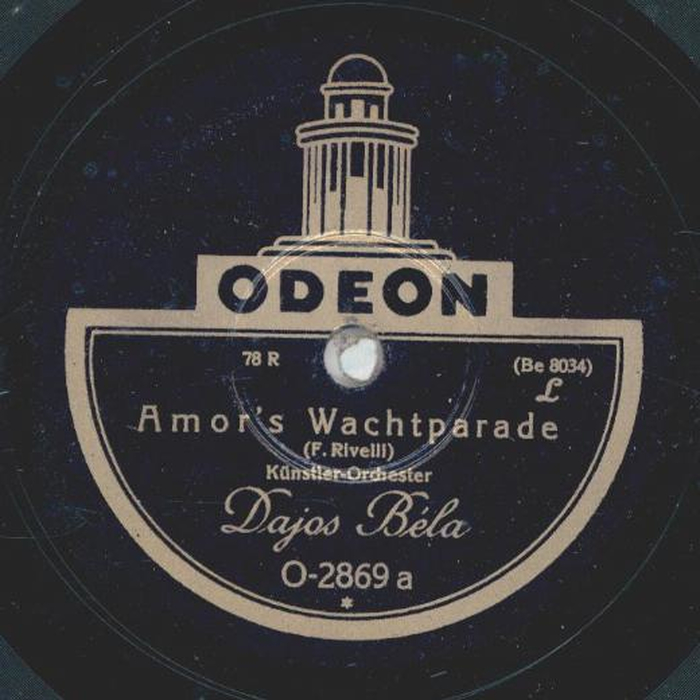 ODEON
78 R (Be 8034)
L
Amor's Wachtparade
(F. Rivelli)
Künstler-Orchester
Dajos Béla
O-2869 a
*